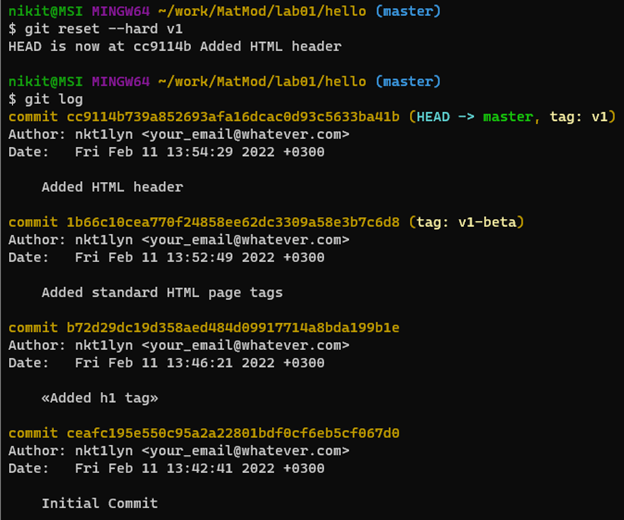 nikit@MSI MINGW64 ~/work/MatMod/lab01/hello (master)
$ git reset --hard v1
HEAD is now at cc9114b Added HTML header
nikit@MSI MINGW64 ~/work/MatMod/lab01/hello (master)
$ git log
commit cc9114b739a852693afa16dcac0d93c5633ba41b (HEAD -> master, tag: v1)
Author: nkt1lyn <your_email@whatever.com>
Date:   Fri Feb 11 13:54:29 2022 +0300
Added HTML header
commit 1b66c10cea770f24858ee62dc3309a58e3b7c6d8 (tag: v1-beta)
Author: nkt1lyn <your_email@whatever.com>
Date:   Fri Feb 11 13:52:49 2022 +0300
Added standard HTML page tags
commit b72d29dc19d358aed484d09917714a8bda199b1e
Author: nkt1lyn <your_email@whatever.com>
Date:   Fri Feb 11 13:46:21 2022 +0300
«Added h1 tag»
commit ceafc195e550c95a2a22801bdf0cf6eb5cf067d0
Author: nkt1lyn <your_email@whatever.com>
Date:   Fri Feb 11 13:42:41 2022 +0300
Initial Commit